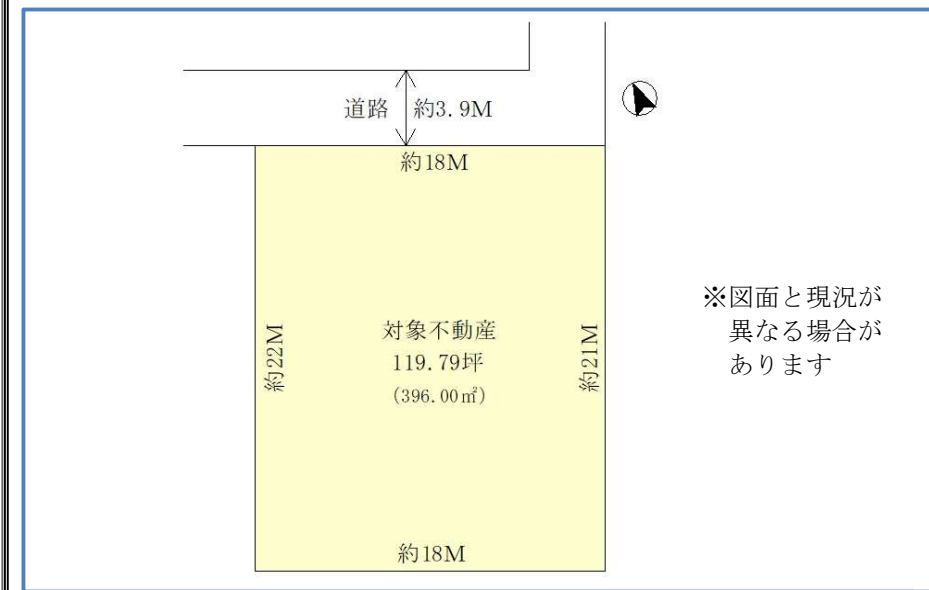 道路 約3.9M
約18M
約22M
対象不動産
119.79坪
(396.00㎡)
約21M
約18M
※図面と現況が
異なる場合が
あります